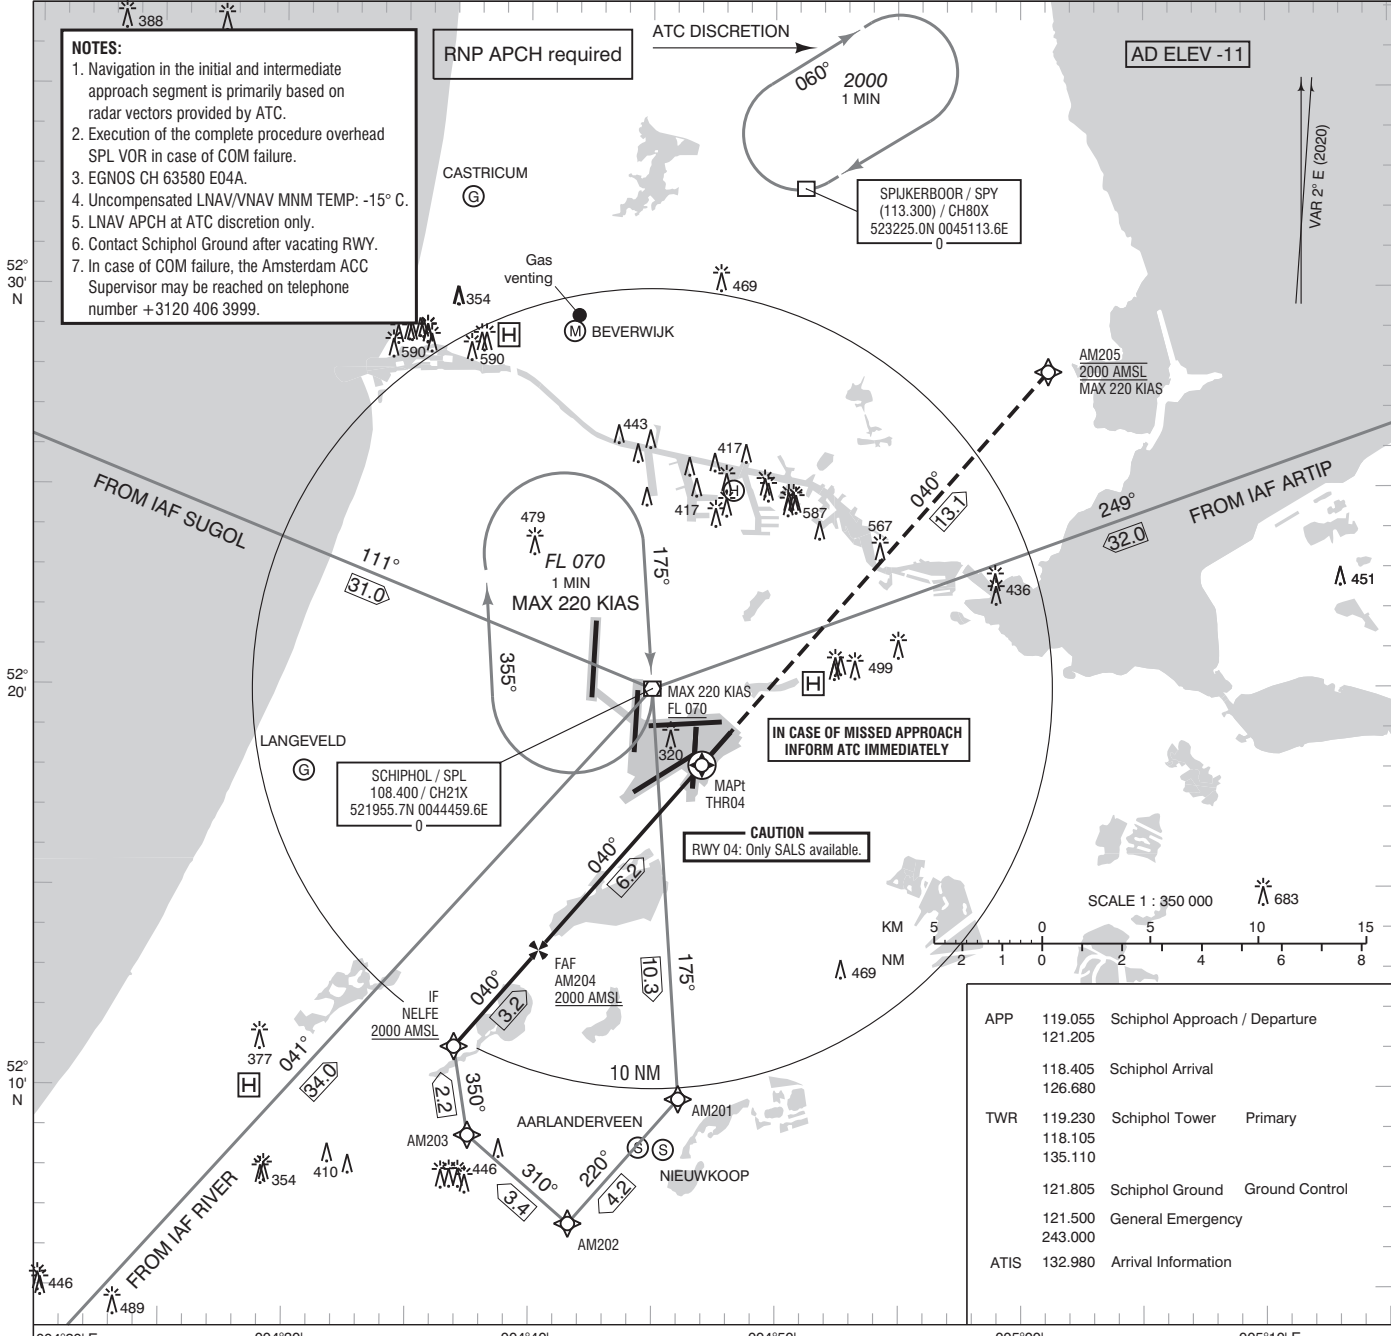 388
NOTES:
1. Navigation in the initial and intermediate
approach segment is primarily based on
radar vectors provided by ATC.
2. Execution of the complete procedure overhead
SPL VOR in case of COM failure.
3. EGNOS CH 63580 E04A.
4. Uncompensated LNAV/VNAV MNM TEMP: -15° C.
5. LNAV APCH at ATC discretion only.
6. Contact Schiphol Ground after vacating RWY.
7. In case of COM failure, the Amsterdam ACC
Supervisor may be reached on telephone
number +3120 406 3999.
RNP APCH required
ATC DISCRETION
060°
2000
1 MIN
AD ELEV -11
VAR 2° E (2020)
CASTRICUM
G
SPIJKERBOOR / SPY
(113.300) / CH80X
523225.0N 0045113.6E
0
52°
30'
N
Gas
venting
354
469
M BEVERWIJK
H
590
590
AM205
2000 AMSL
MAX 220 KIAS
443
417
H
417
587
567
040°
13.1
249°
32.0
FROM IAF ARTIP
FROM IAF SUGOL
111°
31.0
479
FL 070
1 MIN
MAX 220 KIAS
175°
355°
451
436
499
H
52°
20'
MAX 220 KIAS
FL 070
320
LANGEVELD
G
SCHIPHOL / SPL
108.400 / CH21X
521955.7N 0044459.6E
0
IN CASE OF MISSED APPROACH
INFORM ATC IMMEDIATELY
MAPt
THR04
CAUTION
RWY 04: Only SALS available.
040°
6.2
683
SCALE 1 : 350 000
KM 5 0 5 10 15
NM 2 1 0 2 4 6 8
469
FAF
AM204
2000 AMSL
10.3
175°
IF
NELFE
2000 AMSL
040°
3.2
377
H
041°
34.0
52°
10'
N
10 NM
350°
2.2
AM201
AARLANDERVEEN
S
S
NIEUWKOOP
AM203
446
310°
3.4
220°
4.2
AM202
354
410
FROM IAF RIVER
446
489
APP 119.055 Schiphol Approach / Departure
121.205
118.405 Schiphol Arrival
126.680
TWR 119.230 Schiphol Tower Primary
118.105
135.110
121.805 Schiphol Ground Ground Control
121.500 General Emergency
243.000
ATIS 132.980 Arrival Information